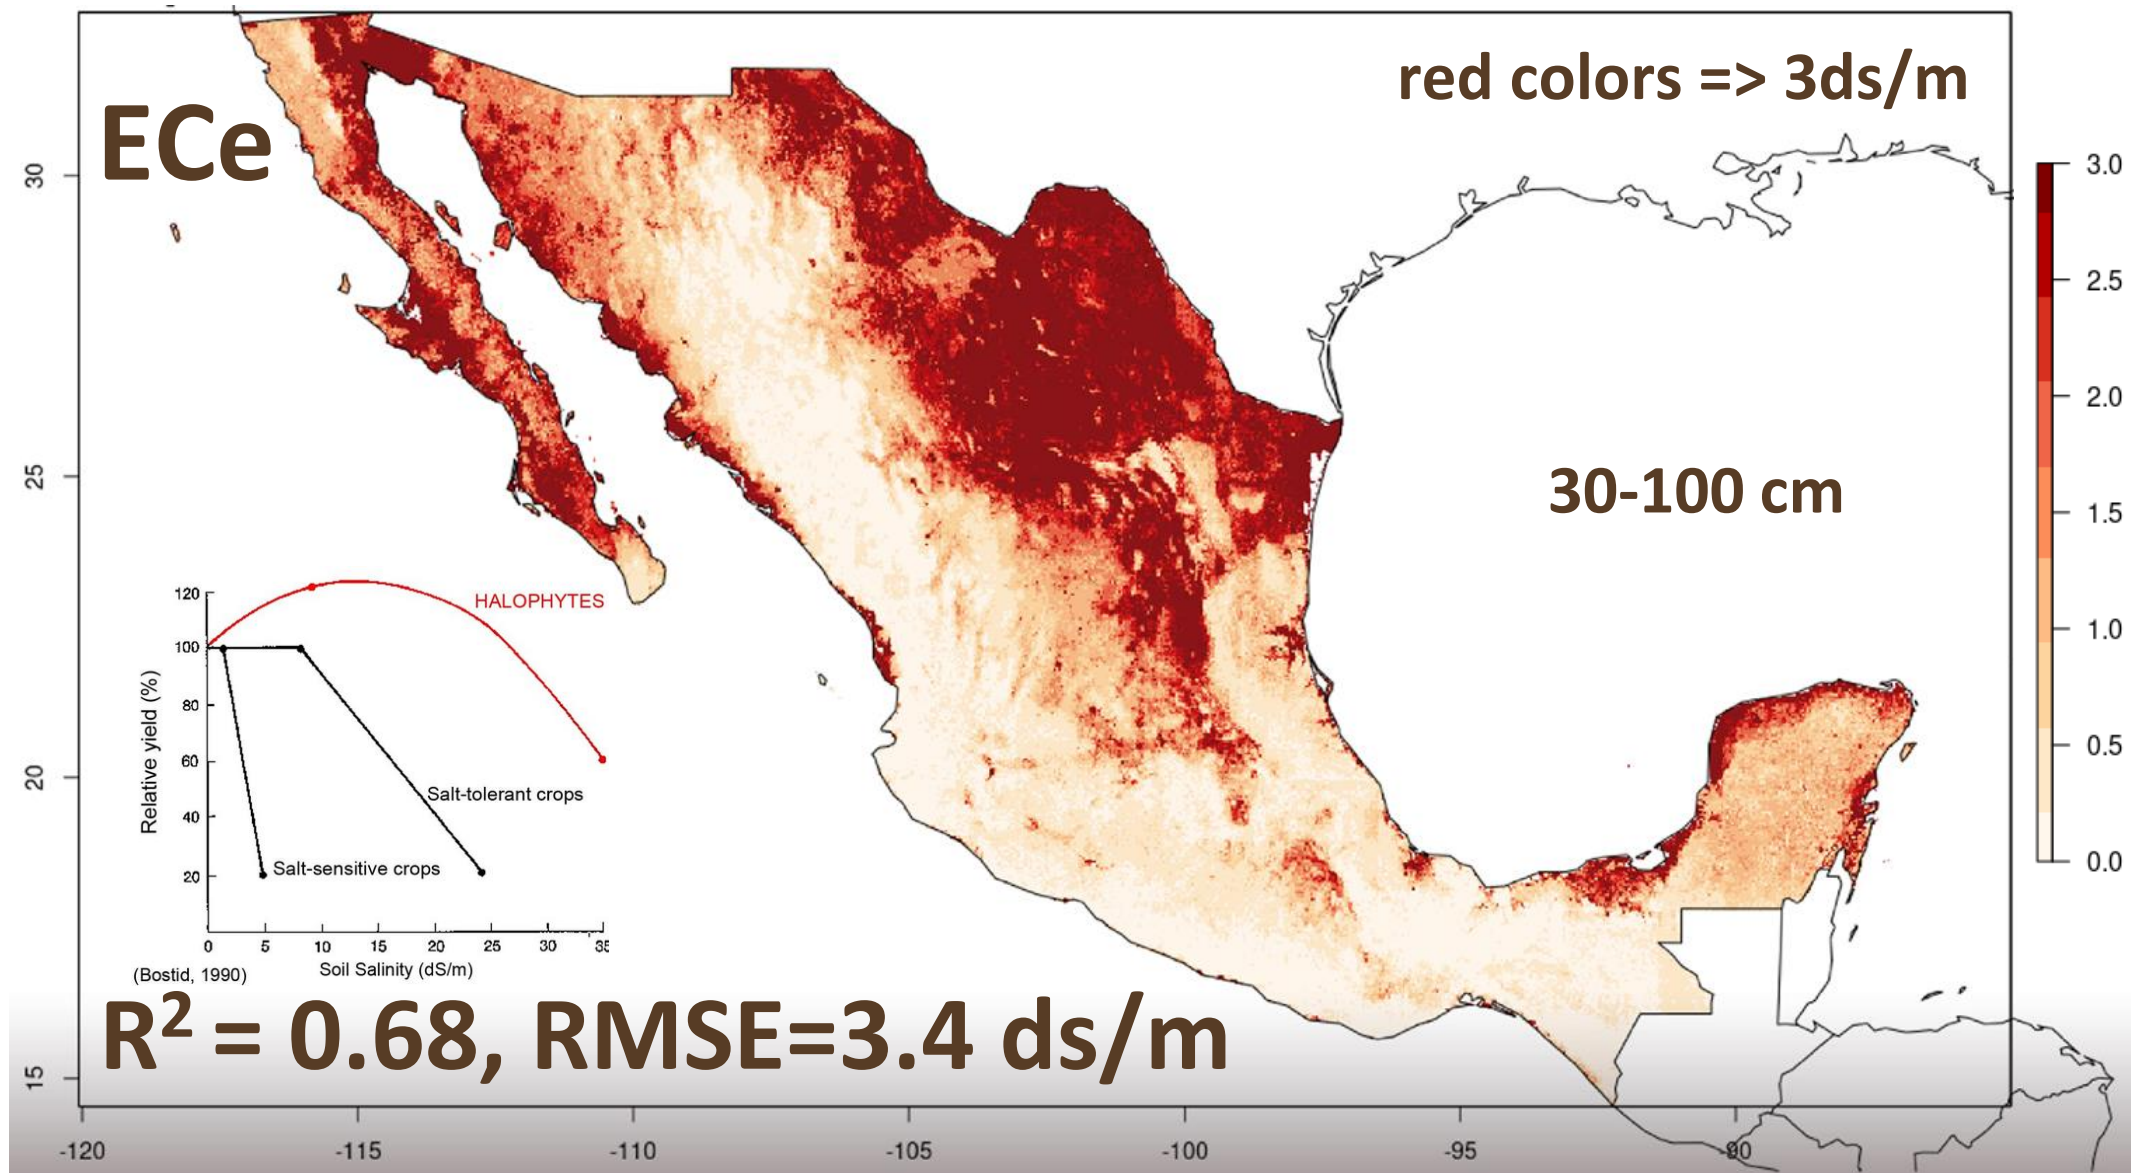 red colors => 3ds/m
ECe
30-100 cm
3.0
2.5
2.0
1.5
1.0
0.5
0.0
30
25
20
15
-120
-115
-110
-105
-100
-95
-90
120
100
80
60
40
20
Relative yield (%)
HALOPHYTES
Salt-tolerant crops
Salt-sensitive crops
0 5 10 15 20 25 30 35
Soil Salinity (dS/m)
(Bostid, 1990)
R² = 0.68, RMSE=3.4 ds/m